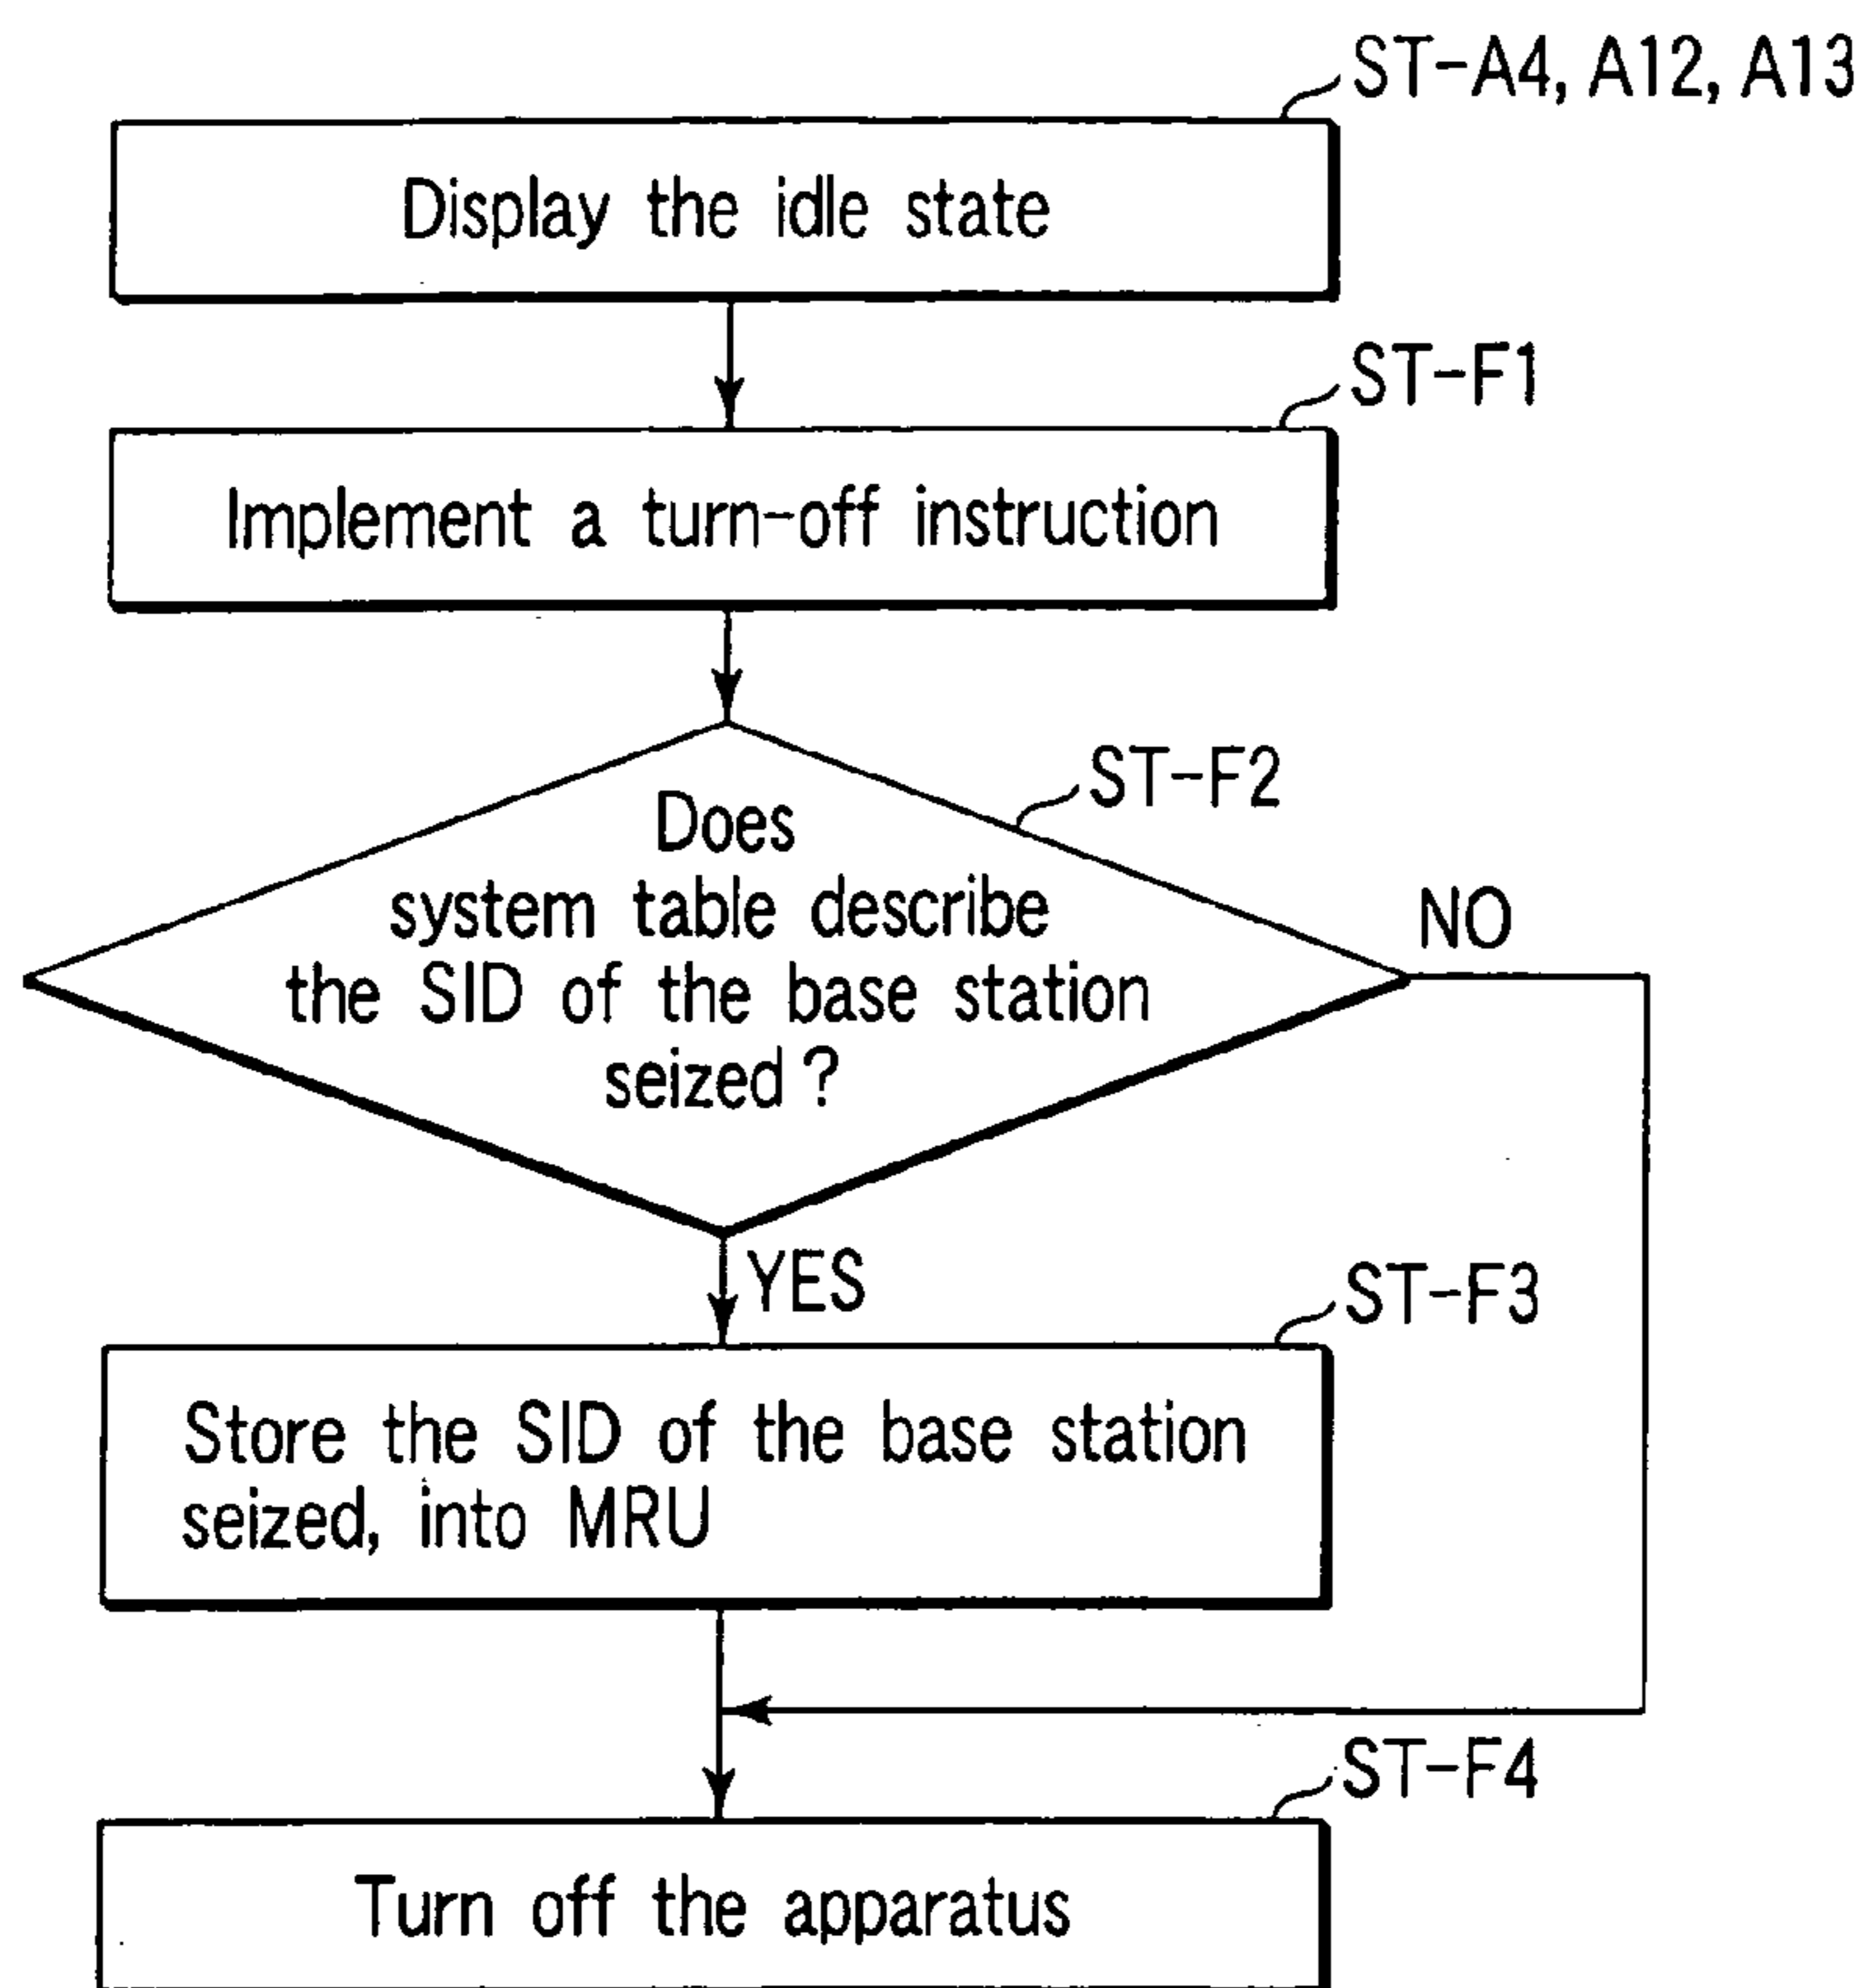 ST-A4, A12, A13
Display the idle state
ST-F1
Implement a turn-off instruction
ST-F2
Does
system table describe
the SID of the base station
seized ?
NO
YES
ST-F3
Store the SID of the base station
seized, into MRU
ST-F4
Turn off the apparatus